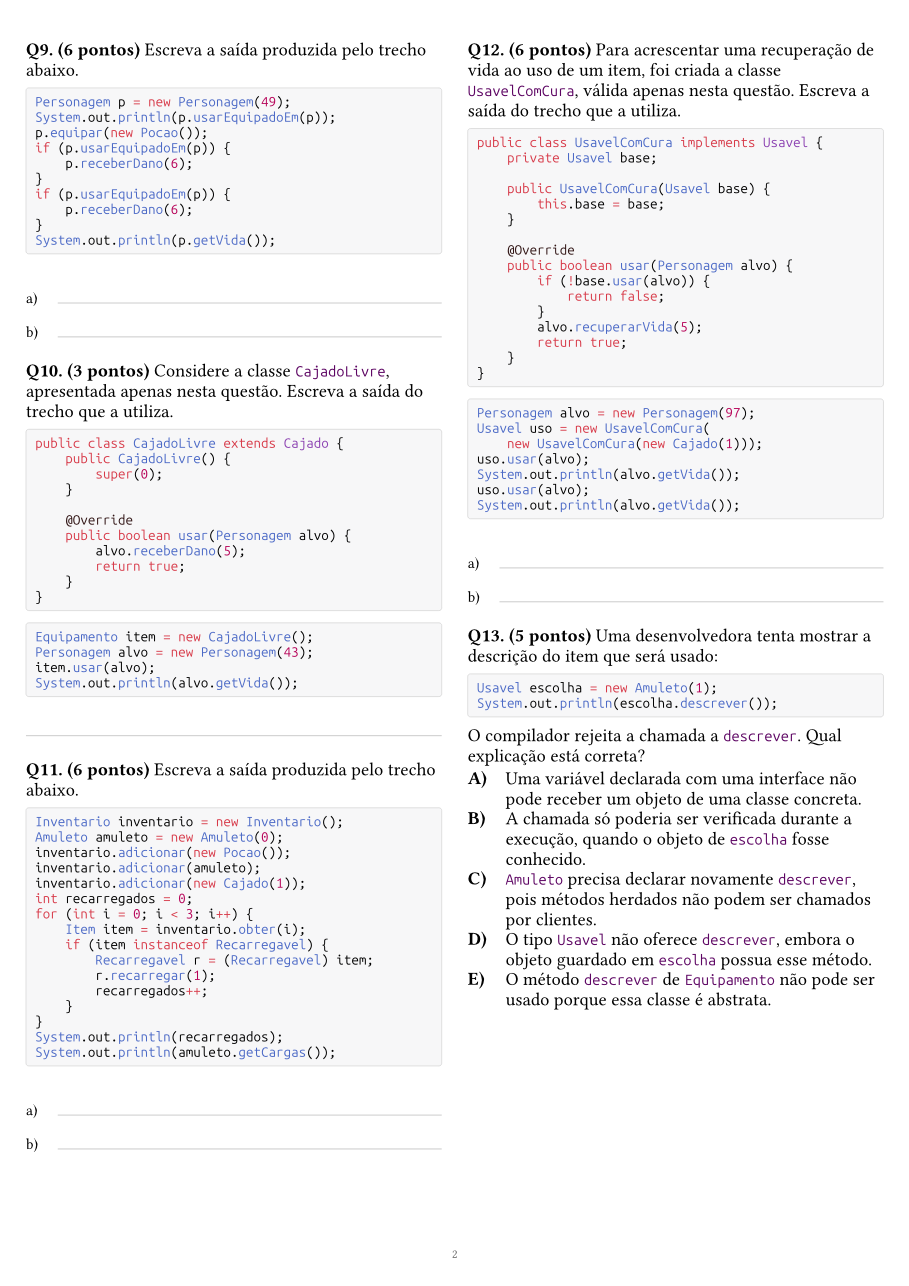 Q9. (6 pontos) Escreva a saída produzida pelo trecho
abaixo.
Personagem p = new Personagem(49);
System.out.println(p.usarEquipadoEm(p));
p.equipar(new Pocao());
if (p.usarEquipadoEm(p)) {
    p.receberDano(6);
}
if (p.usarEquipadoEm(p)) {
    p.receberDano(6);
}
System.out.println(p.getVida());
a)
b)
Q10. (3 pontos) Considere a classe CajadoLivre,
apresentada apenas nesta questão. Escreva a saída do
trecho que a utiliza.
public class CajadoLivre extends Cajado {
    public CajadoLivre() {
        super(0);
    }

    @Override
    public boolean usar(Personagem alvo) {
        alvo.receberDano(5);
        return true;
    }
}
Equipamento item = new CajadoLivre();
Personagem alvo = new Personagem(43);
item.usar(alvo);
System.out.println(alvo.getVida());
Q11. (6 pontos) Escreva a saída produzida pelo trecho
abaixo.
Inventario inventario = new Inventario();
Amuleto amuleto = new Amuleto(0);
inventario.adicionar(new Pocao());
inventario.adicionar(amuleto);
inventario.adicionar(new Cajado(1));
int recarregados = 0;
for (int i = 0; i < 3; i++) {
    Item item = inventario.obter(i);
    if (item instanceof Recarregavel) {
        Recarregavel r = (Recarregavel) item;
        r.recarregar(1);
        recarregados++;
    }
}
System.out.println(recarregados);
System.out.println(amuleto.getCargas());
a)
b)
Q12. (6 pontos) Para acrescentar uma recuperação de
vida ao uso de um item, foi criada a classe
UsavelComCura, válida apenas nesta questão. Escreva a
saída do trecho que a utiliza.
public class UsavelComCura implements Usavel {
    private Usavel base;

    public UsavelComCura(Usavel base) {
        this.base = base;
    }

    @Override
    public boolean usar(Personagem alvo) {
        if (!base.usar(alvo)) {
            return false;
        }
        alvo.recuperarVida(5);
        return true;
    }
}
Personagem alvo = new Personagem(97);
Usavel uso = new UsavelComCura(
    new UsavelComCura(new Cajado(1)));
uso.usar(alvo);
System.out.println(alvo.getVida());
uso.usar(alvo);
System.out.println(alvo.getVida());
a)
b)
Q13. (5 pontos) Uma desenvolvedora tenta mostrar a
descrição do item que será usado:
Usavel escolha = new Amuleto(1);
System.out.println(escolha.descrever());
O compilador rejeita a chamada a descrever. Qual
explicação está correta?
A) Uma variável declarada com uma interface não
pode receber um objeto de uma classe concreta.
B) A chamada só poderia ser verificada durante a
execução, quando o objeto de escolha fosse
conhecido.
C) Amuleto precisa declarar novamente descrever,
pois métodos herdados não podem ser chamados
por clientes.
D) O tipo Usavel não oferece descrever, embora o
objeto guardado em escolha possua esse método.
E) O método descrever de Equipamento não pode ser
usado porque essa classe é abstrata.
2